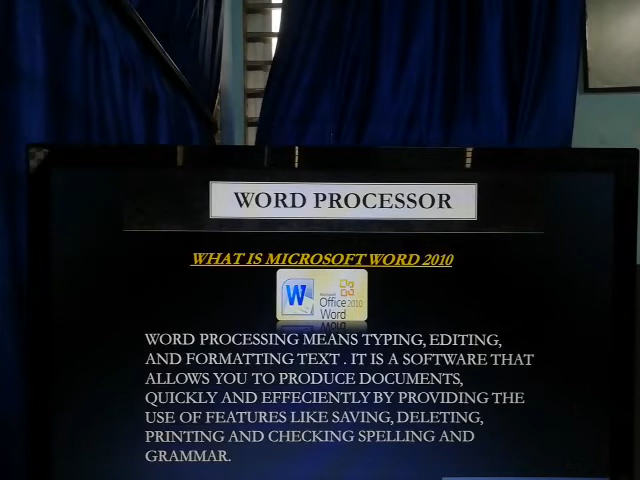 WORD PROCESSOR
WHAT IS MICROSOFT WORD 2010
W
Microsoft
Office 2010
Word
WORD PROCESSING MEANS TYPING, EDITING,
AND FORMATTING TEXT . IT IS A SOFTWARE THAT
ALLOWS YOU TO PRODUCE DOCUMENTS,
QUICKLY AND EFFECIENTLY BY PROVIDING THE
USE OF FEATURES LIKE SAVING, DELETING,
PRINTING AND CHECKING SPELLING AND
GRAMMAR.